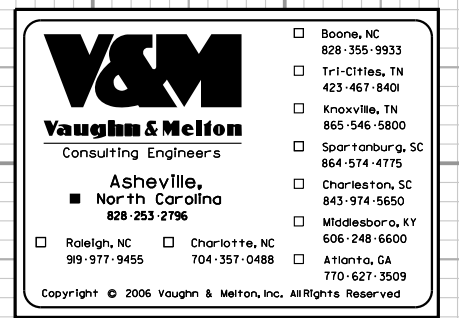 V&M
Vaughn & Melton
Consulting Engineers
Asheville,
North Carolina
828·253·2796
Raleigh, NC
919·977·9455
Charlotte, NC
704·357·0488
Boone, NC
828·355·9933
Tri-Cities, TN
423·467·8401
Knoxville, TN
865·546·5800
Spartanburg, SC
864·574·4775
Charleston, SC
843·974·5650
Middlesboro, KY
606·248·6600
Atlanta, GA
770·627·3509
Copyright © 2006 Vaughn & Melton, Inc. All Rights Reserved